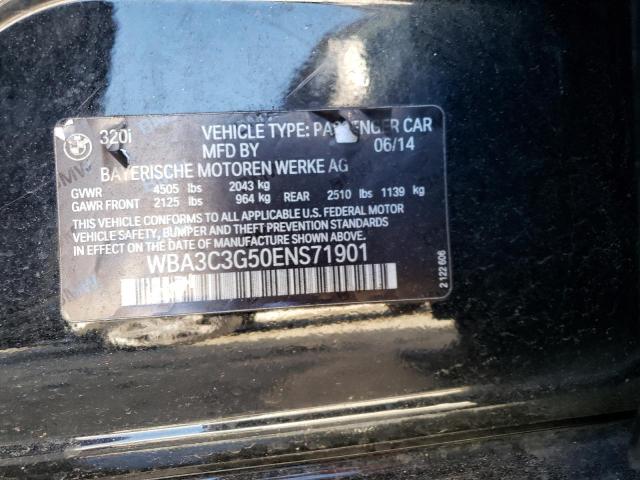 320i VEHICLE TYPE: PASSENGER CAR
MFD BY 06/14
BAYERISCHE MOTOREN WERKE AG
GVWR 4505 lbs 2043 kg
GAWR FRONT 2125 lbs 964 kg REAR 2510 lbs 1139 kg
THIS VEHICLE CONFORMS TO ALL APPLICABLE U.S. FEDERAL MOTOR
VEHICLE SAFETY, BUMPER, AND THEFT PREVENTION STANDARDS
IN EFFECT ON THE DATE OF MANUFACTURE SHOWN ABOVE.
WBA3C3G50ENS71901
2 122 606